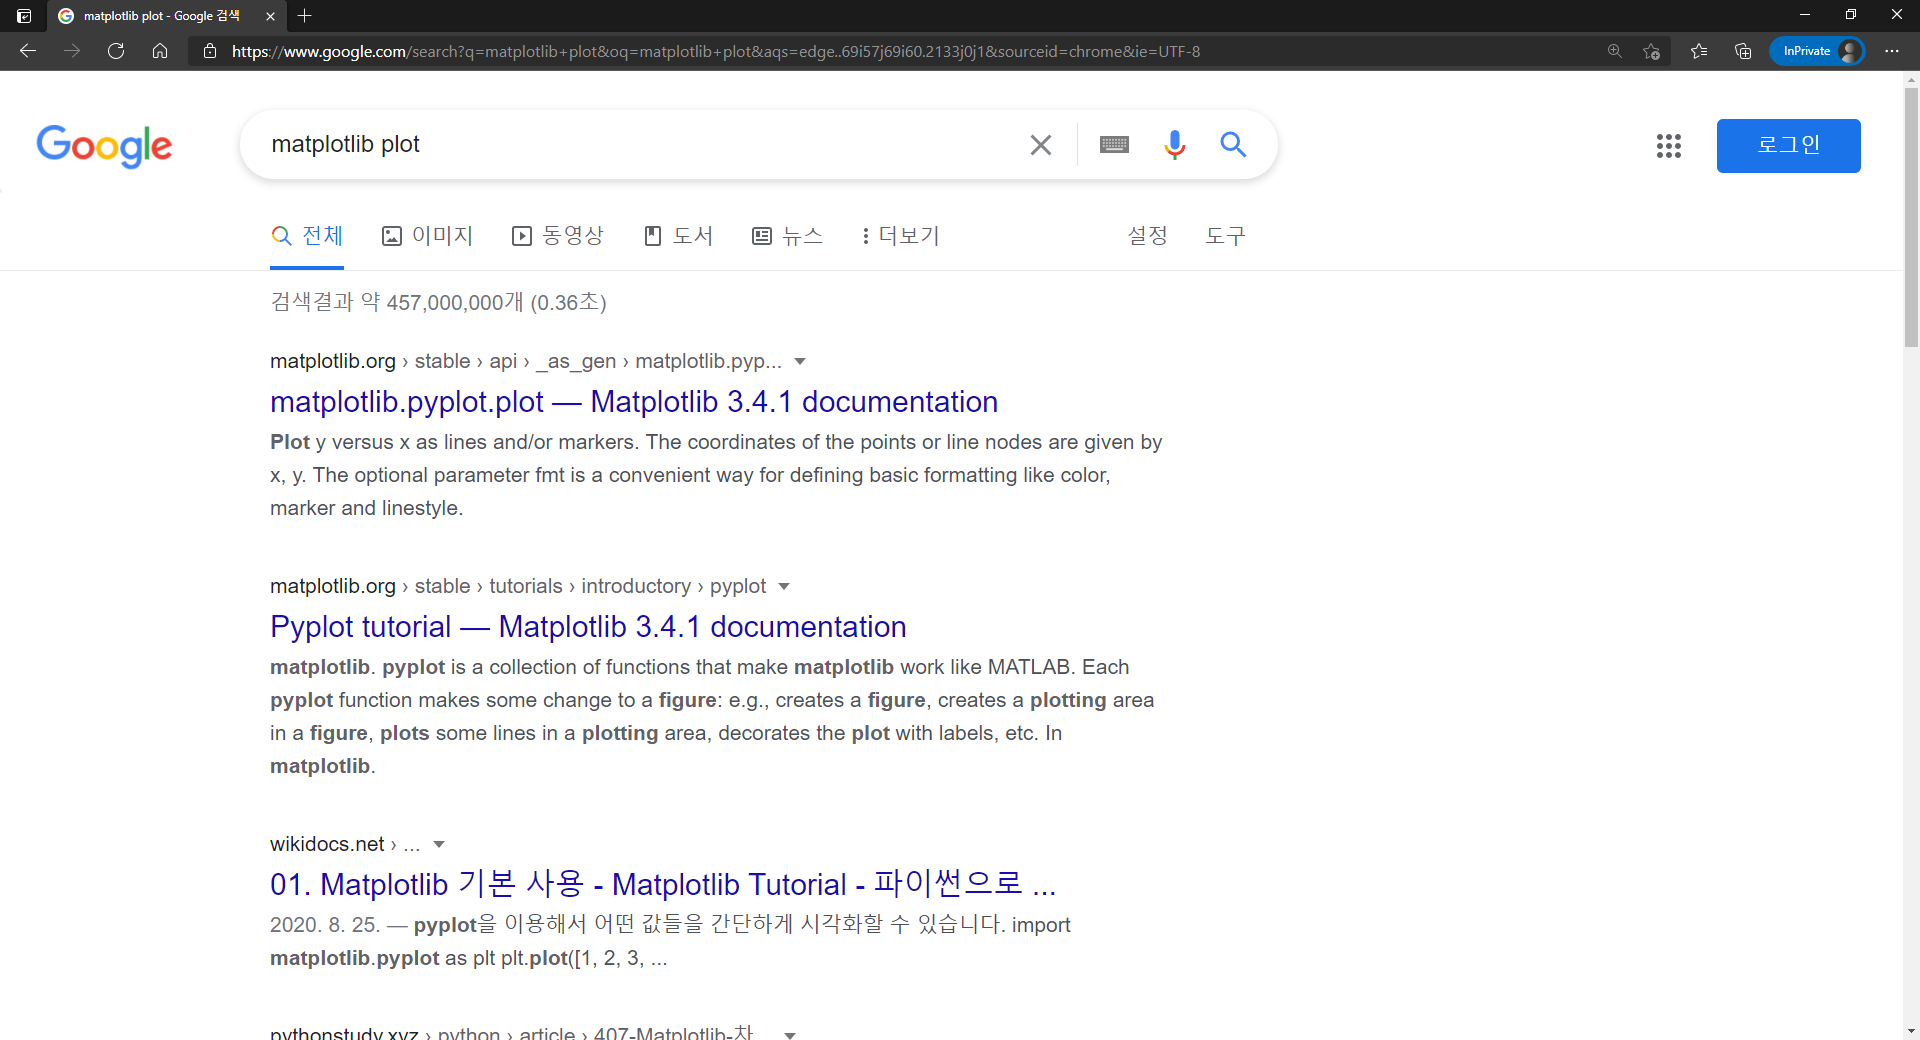 matplotlib plot - Google 검색
https://www.google.com/search?q=matplotlib+plot&oq=matplotlib+plot&aqs=edge..69i57j69i60.2133j0j1&sourceid=chrome&ie=UTF-8
InPrivate
Google
matplotlib plot
로그인
전체 이미지 동영상 도서 뉴스 더보기 설정 도구
검색결과 약 457,000,000개 (0.36초)
matplotlib.org › stable › api › _as_gen › matplotlib.pyp...
matplotlib.pyplot.plot — Matplotlib 3.4.1 documentation
Plot y versus x as lines and/or markers. The coordinates of the points or line nodes are given by
x, y. The optional parameter fmt is a convenient way for defining basic formatting like color,
marker and linestyle.
matplotlib.org › stable › tutorials › introductory › pyplot
Pyplot tutorial — Matplotlib 3.4.1 documentation
matplotlib. pyplot is a collection of functions that make matplotlib work like MATLAB. Each
pyplot function makes some change to a figure: e.g., creates a figure, creates a plotting area
in a figure, plots some lines in a plotting area, decorates the plot with labels, etc. In
matplotlib.
wikidocs.net › ...
01. Matplotlib 기본 사용 - Matplotlib Tutorial - 파이썬으로 ...
2020. 8. 25. — pyplot을 이용해서 어떤 값들을 간단하게 시각화할 수 있습니다. import
matplotlib.pyplot as plt plt.plot([1, 2, 3, ...
pythonstudy.xyz › python › article › 407-Matplotlib-차